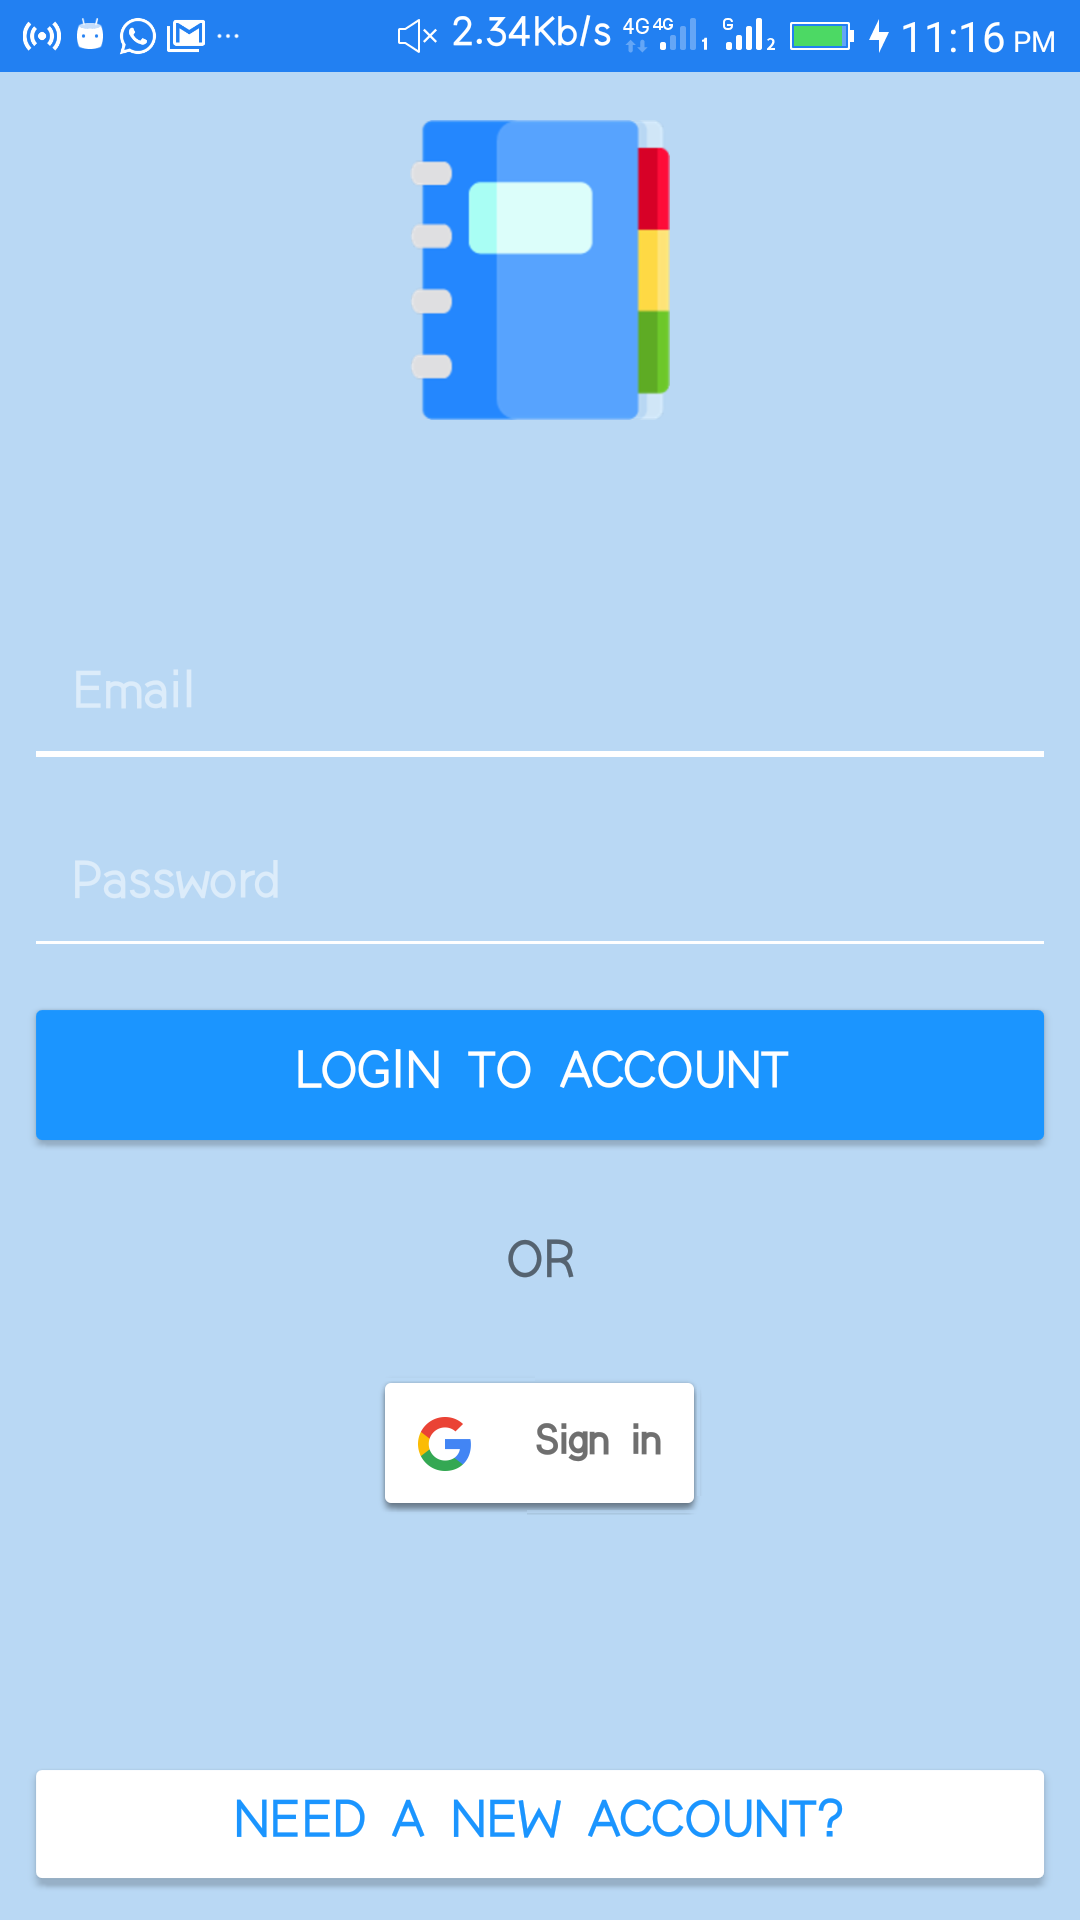 2.34Kb/s 4G 4G 1 G 2 11:16 PM
Email
Password
LOGIN TO ACCOUNT
OR
Sign in
NEED A NEW ACCOUNT?